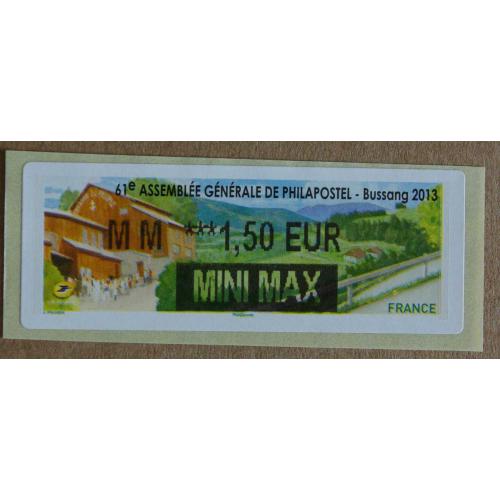 61e ASSEMBLÉE GÉNÉRALE DE PHILAPOSTEL - Bussang 2013
M M ***1,50 EUR
MINI MAX
FRANCE